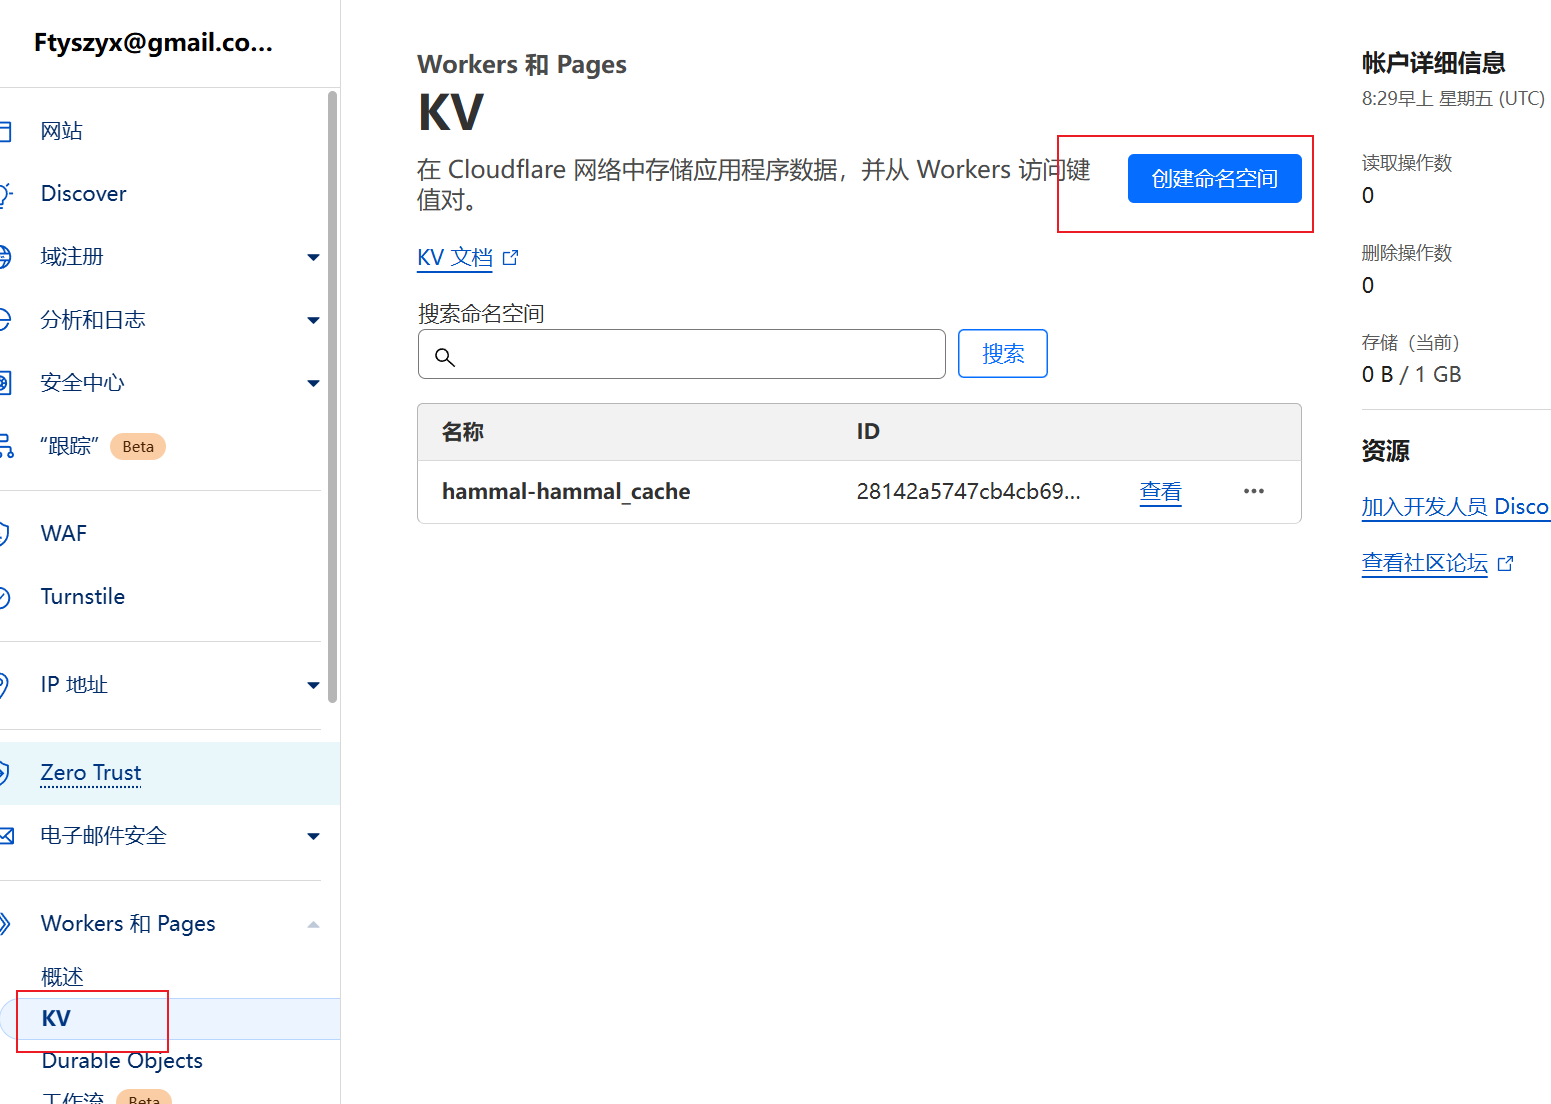 Ftyszyx@gmail.co...
网站
Discover
域注册
分析和日志
安全中心
“跟踪” Beta
WAF
Turnstile
IP 地址
Zero Trust
电子邮件安全
Workers 和 Pages
概述
KV
Durable Objects
工作流 Beta
Workers 和 Pages
KV
在 Cloudflare 网络中存储应用程序数据，并从 Workers 访问键
值对。
创建命名空间
KV 文档
搜索命名空间
搜索
名称 ID
hammal-hammal_cache 28142a5747cb4cb69... 查看
帐户详细信息
8:29早上 星期五 (UTC)
读取操作数
0
删除操作数
0
存储（当前）
0 B / 1 GB
资源
加入开发人员 Disco
查看社区论坛